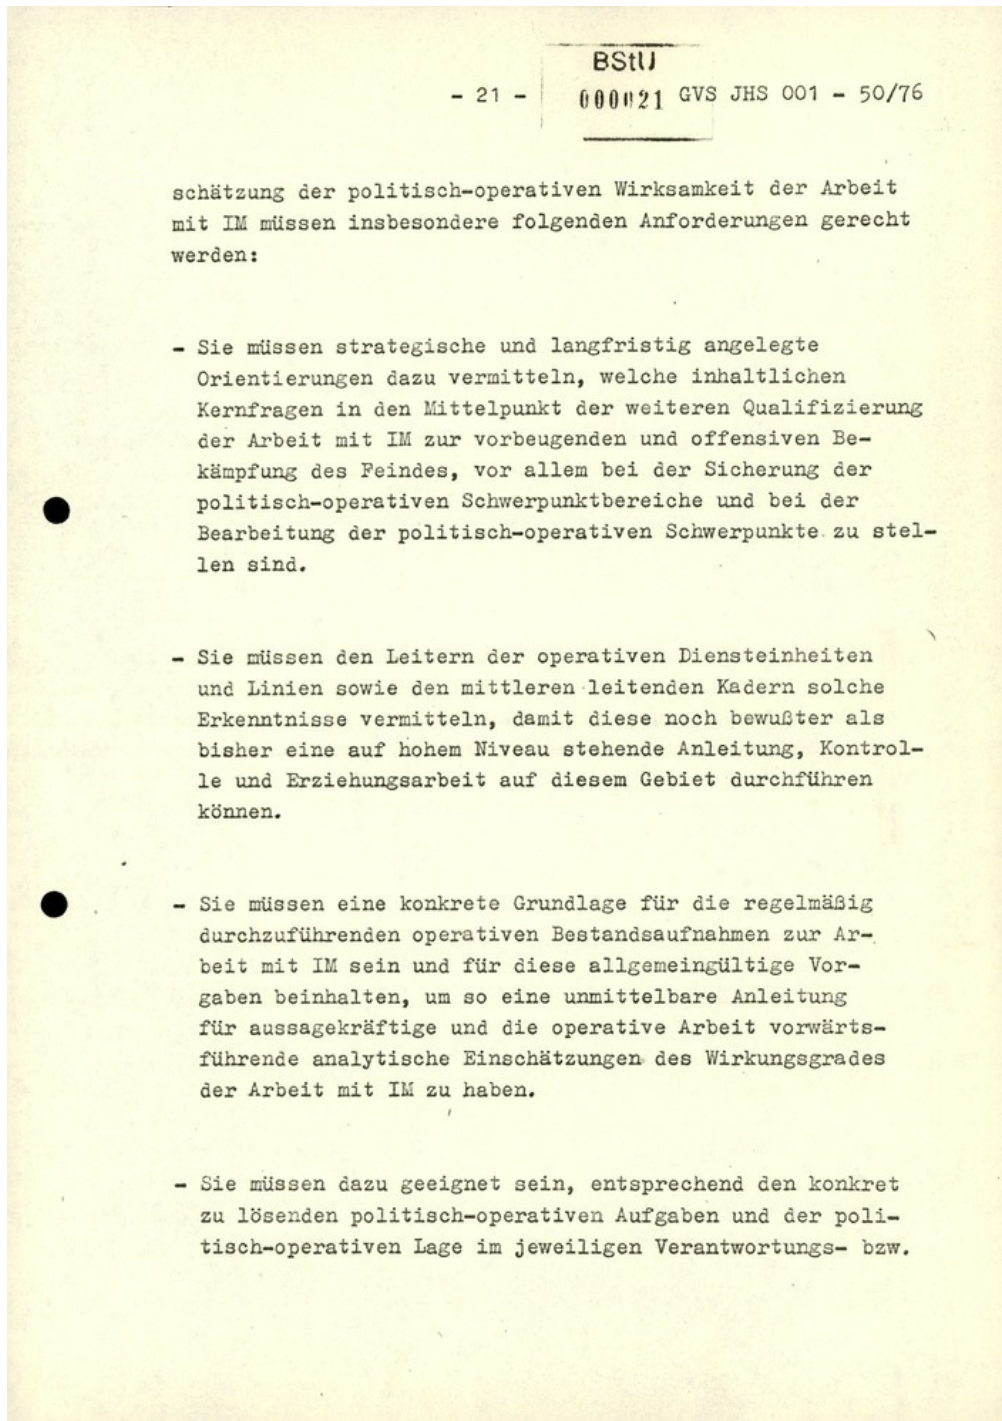 BStU
- 21 - 000021 GVS JHS 001 - 50/76
schätzung der politisch-operativen Wirksamkeit der Arbeit
mit IM müssen insbesondere folgenden Anforderungen gerecht
werden:
- Sie müssen strategische und langfristig angelegte
Orientierungen dazu vermitteln, welche inhaltlichen
Kernfragen in den Mittelpunkt der weiteren Qualifizierung
der Arbeit mit IM zur vorbeugenden und offensiven Be-
kämpfung des Feindes, vor allem bei der Sicherung der
politisch-operativen Schwerpunktbereiche und bei der
Bearbeitung der politisch-operativen Schwerpunkte zu stel-
len sind.
- Sie müssen den Leitern der operativen Diensteinheiten
und Linien sowie den mittleren leitenden Kadern solche
Erkenntnisse vermitteln, damit diese noch bewußter als
bisher eine auf hohem Niveau stehende Anleitung, Kontrol-
le und Erziehungsarbeit auf diesem Gebiet durchführen
können.
- Sie müssen eine konkrete Grundlage für die regelmäßig
durchzuführenden operativen Bestandsaufnahmen zur Ar-
beit mit IM sein und für diese allgemeingültige Vor-
gaben beinhalten, um so eine unmittelbare Anleitung
für aussagekräftige und die operative Arbeit vorwärts-
führende analytische Einschätzungen des Wirkungsgrades
der Arbeit mit IM zu haben.
- Sie müssen dazu geeignet sein, entsprechend den konkret
zu lösenden politisch-operativen Aufgaben und der poli-
tisch-operativen Lage im jeweiligen Verantwortungs- bzw.